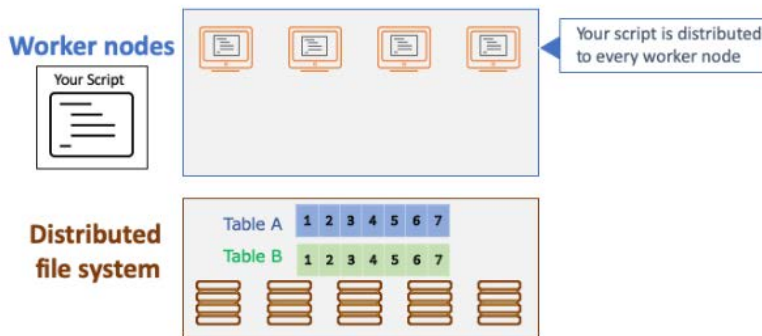 Worker nodes
Your Script
Your script is distributed
to every worker node
Distributed
file system
Table A 1 2 3 4 5 6 7
Table B 1 2 3 4 5 6 7